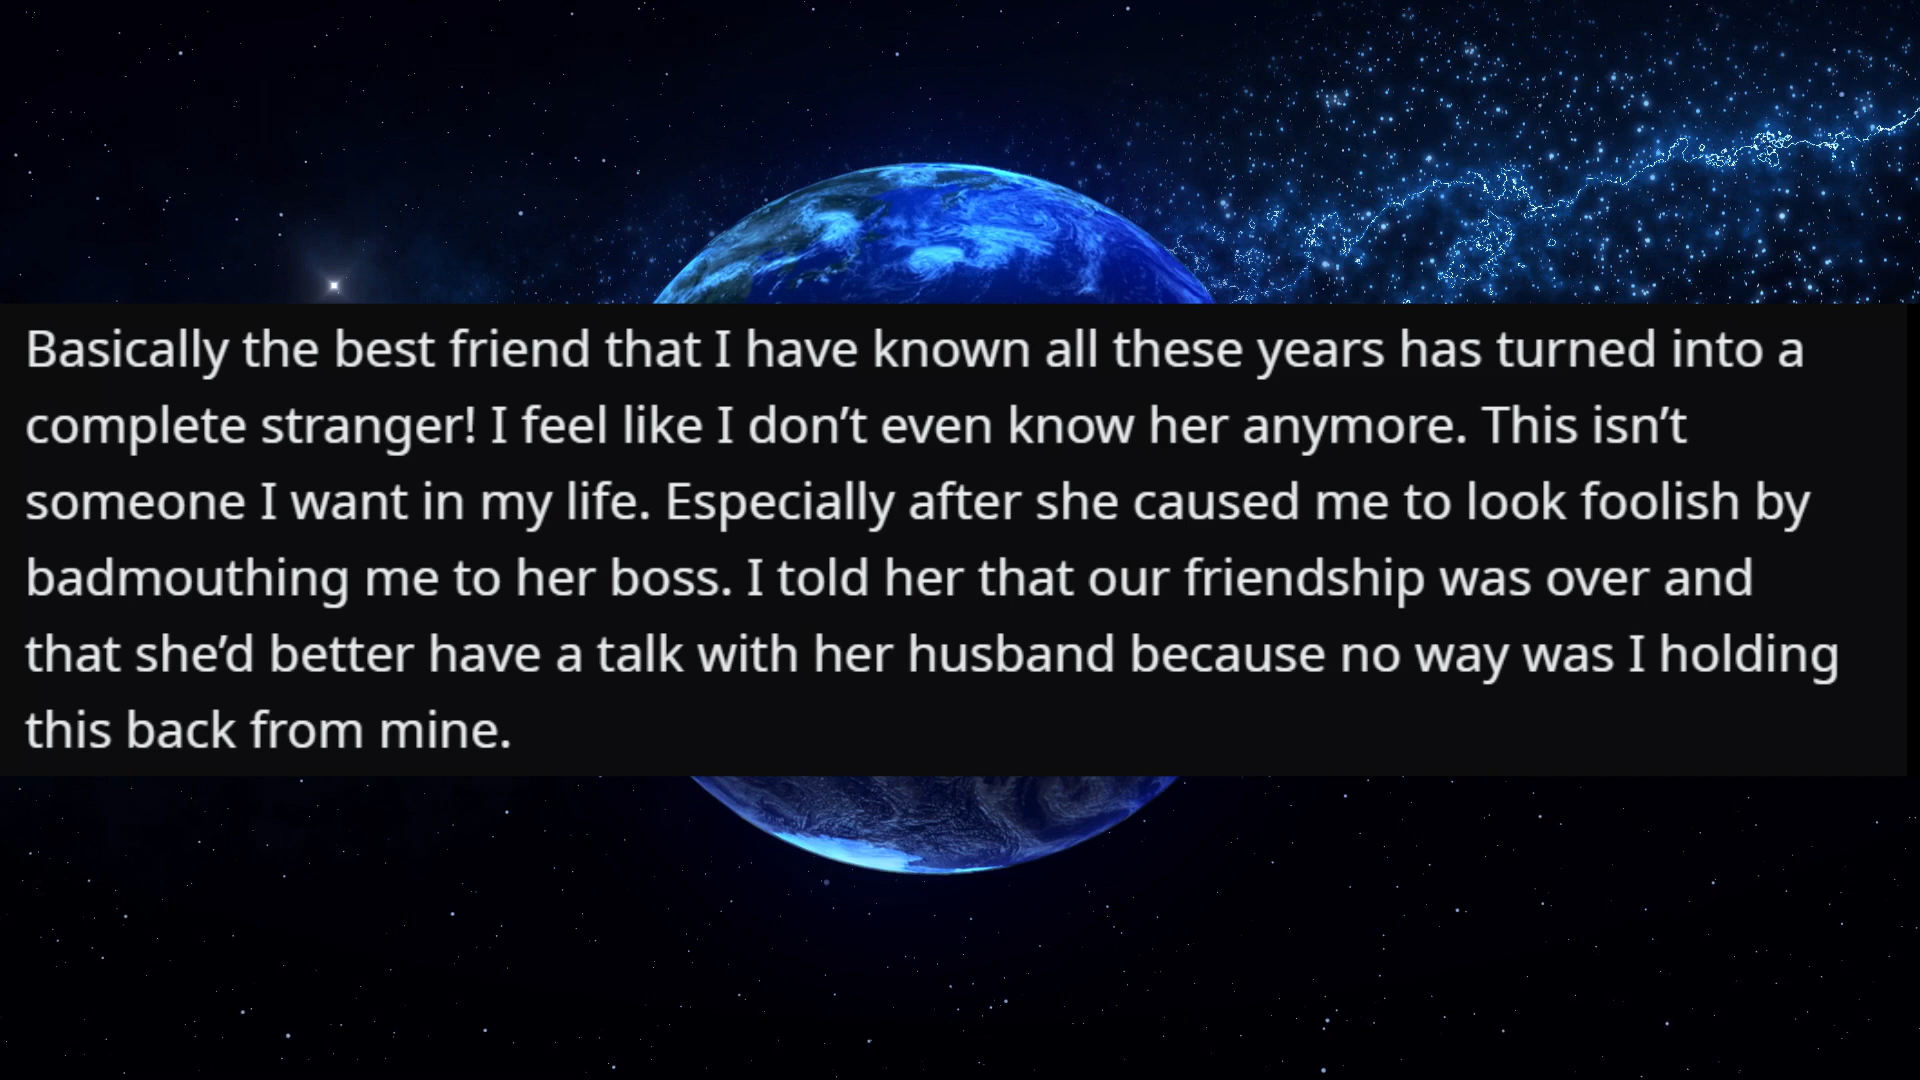 Basically the best friend that I have known all these years has turned into a
complete stranger! I feel like I don’t even know her anymore. This isn’t
someone I want in my life. Especially after she caused me to look foolish by
badmouthing me to her boss. I told her that our friendship was over and
that she’d better have a talk with her husband because no way was I holding
this back from mine.